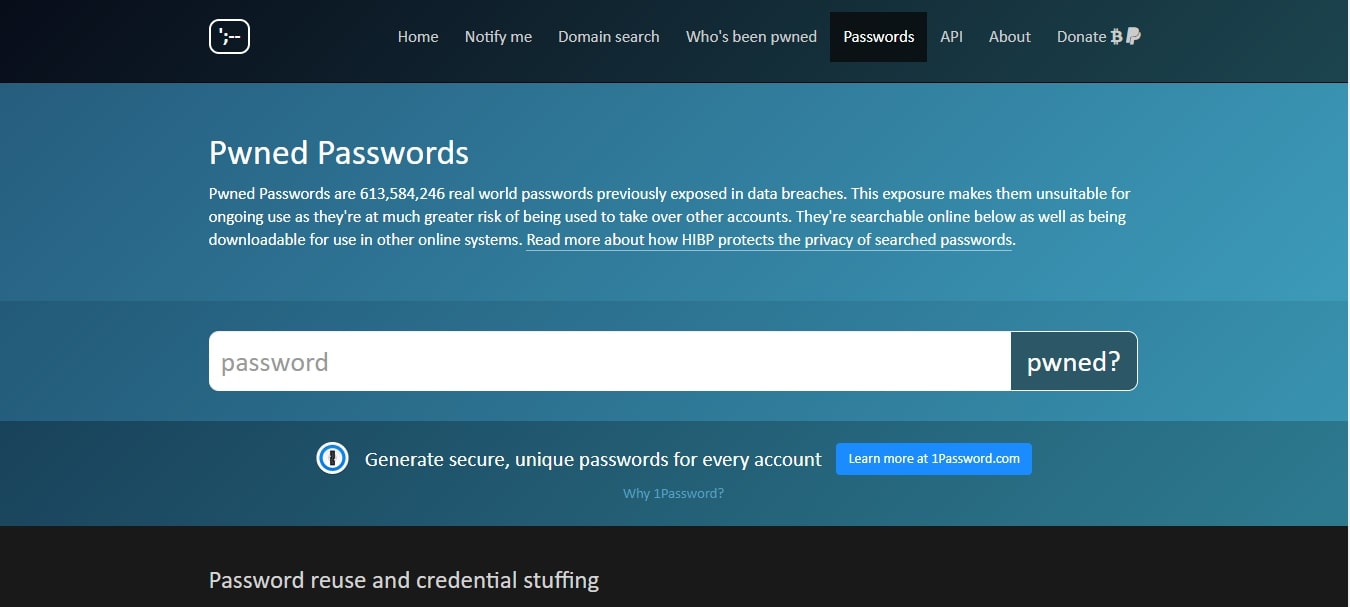 ';--
Home Notify me Domain search Who's been pwned Passwords API About Donate
Pwned Passwords
Pwned Passwords are 613,584,246 real world passwords previously exposed in data breaches. This exposure makes them unsuitable for
ongoing use as they're at much greater risk of being used to take over other accounts. They're searchable online below as well as being
downloadable for use in other online systems. Read more about how HIBP protects the privacy of searched passwords.
password pwned?
Generate secure, unique passwords for every account Learn more at 1Password.com
Why 1Password?
Password reuse and credential stuffing